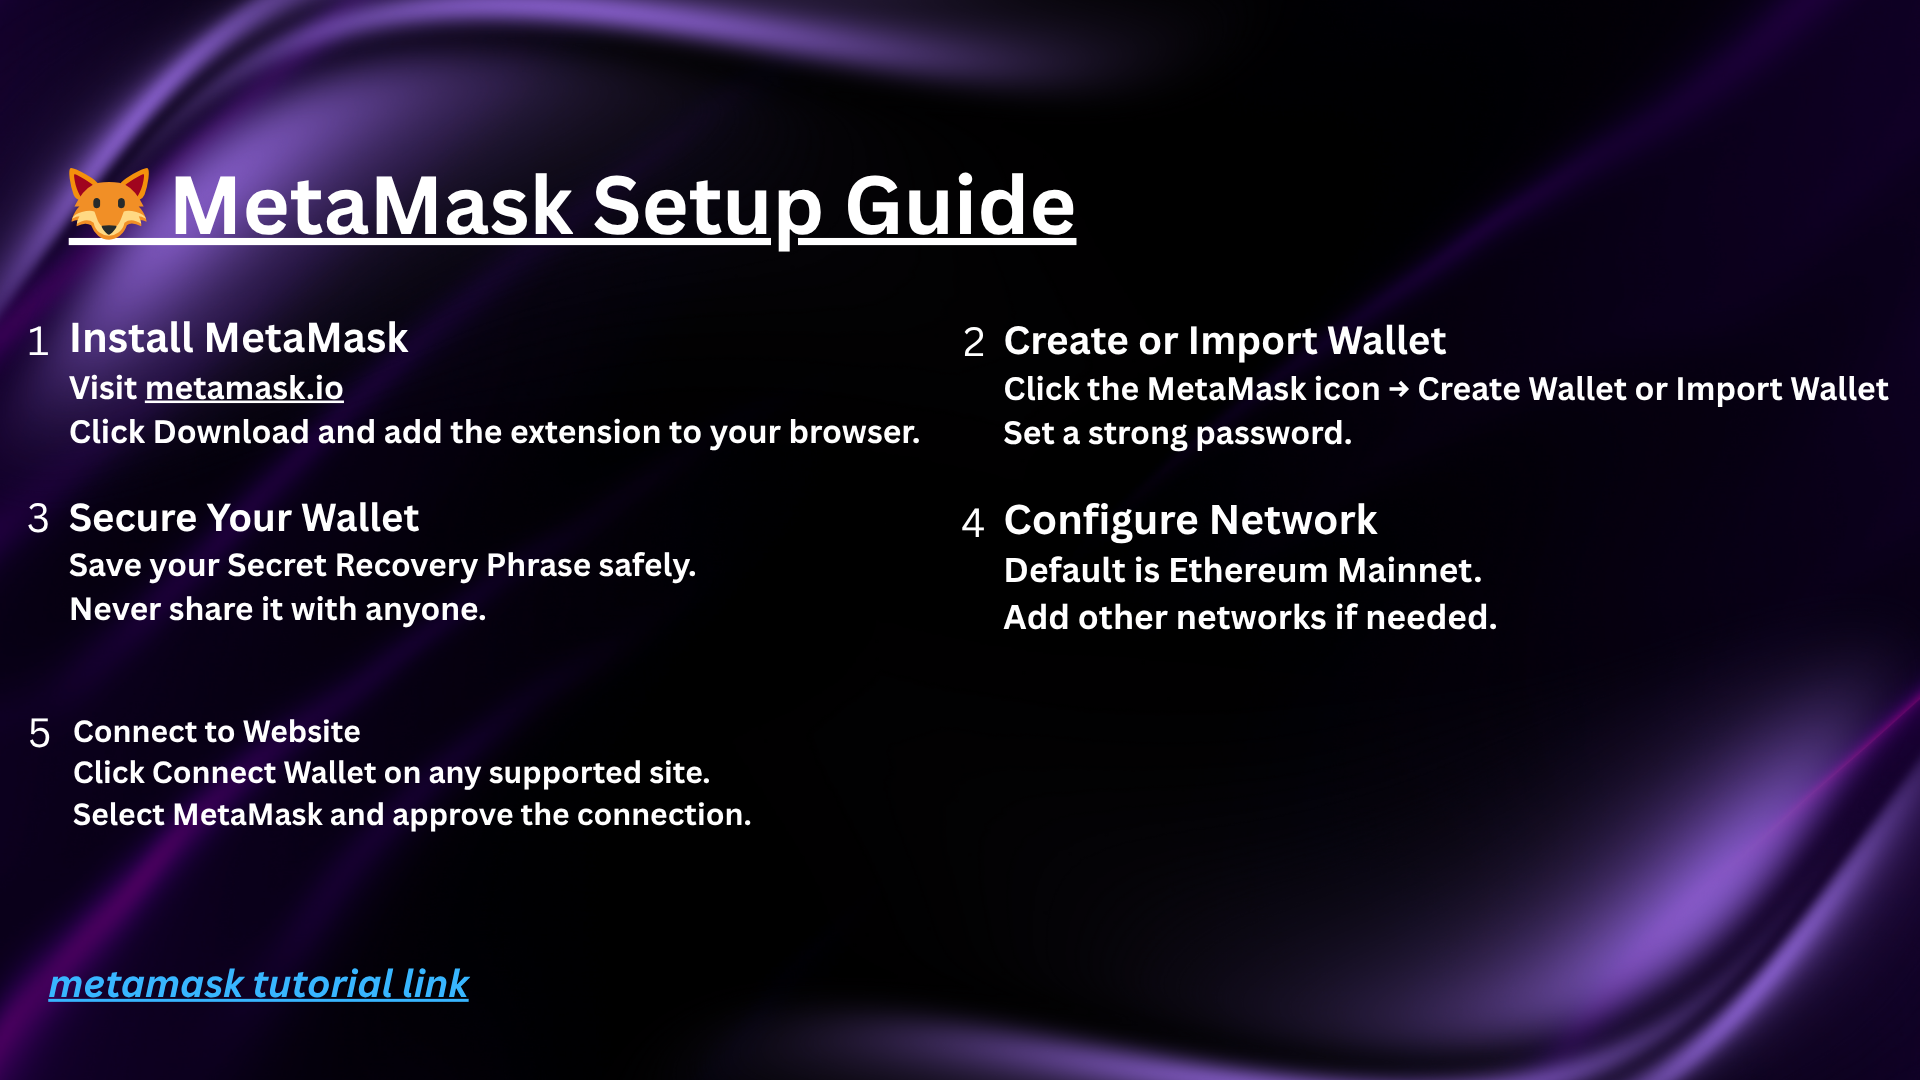 🦊 MetaMask Setup Guide
1 Install MetaMask
Visit metamask.io
Click Download and add the extension to your browser.
2 Create or Import Wallet
Click the MetaMask icon → Create Wallet or Import Wallet
Set a strong password.
3 Secure Your Wallet
Save your Secret Recovery Phrase safely.
Never share it with anyone.
4 Configure Network
Default is Ethereum Mainnet.
Add other networks if needed.
5 Connect to Website
Click Connect Wallet on any supported site.
Select MetaMask and approve the connection.
metamask tutorial link